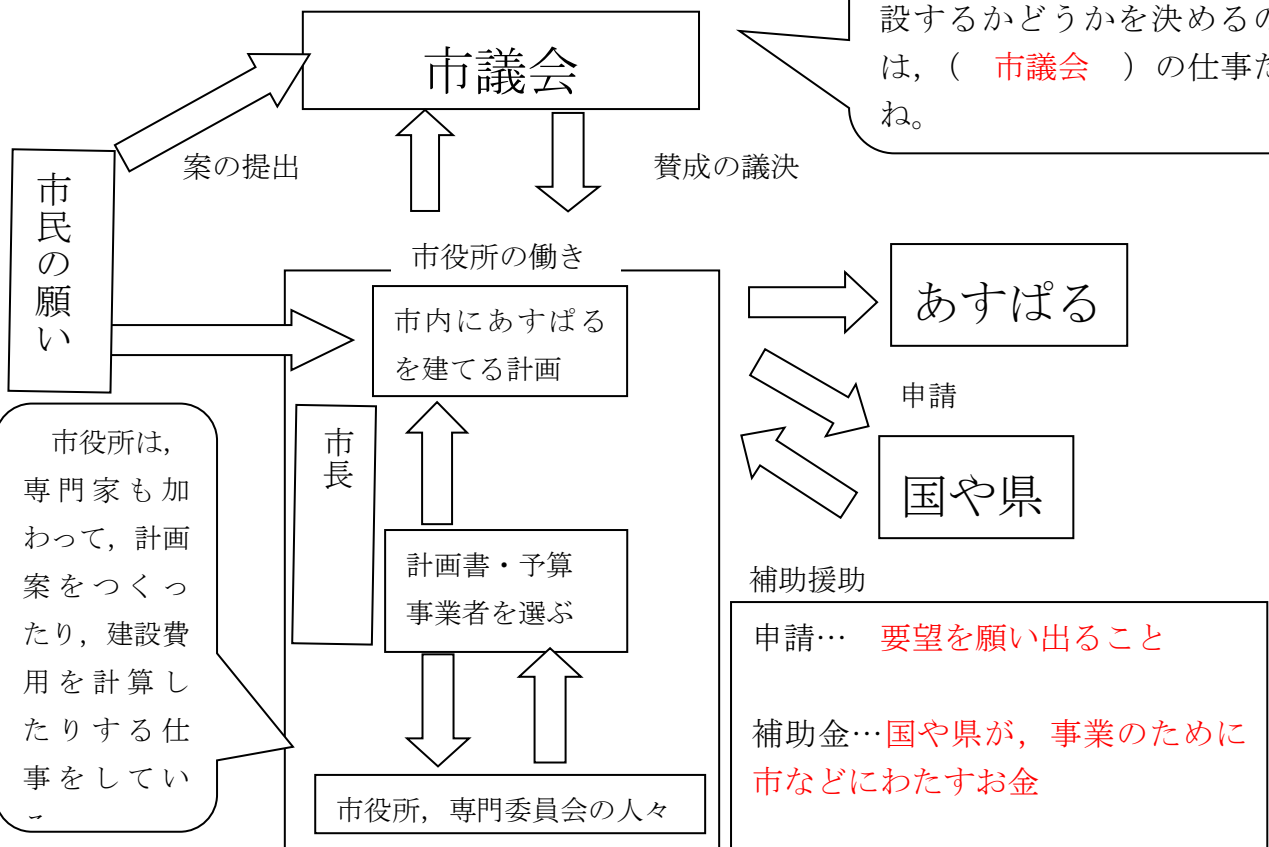 設するかどうかを決めるの
は，（　市議会　）の仕事だ
ね。
市議会
案の提出
賛成の議決
市民の願い
市役所の働き
市内にあすぱる
を建てる計画
あすぱる
申請
国や県
補助援助
市長
計画書・予算
事業者を選ぶ
市役所，専門委員会の人々
市役所は，
専門家も加
わって，計画
案をつくっ
たり，建設費
用を計算し
たりする仕
事をしてい
申請…　要望を願い出ること
補助金…国や県が，事業のために
市などにわたすお金